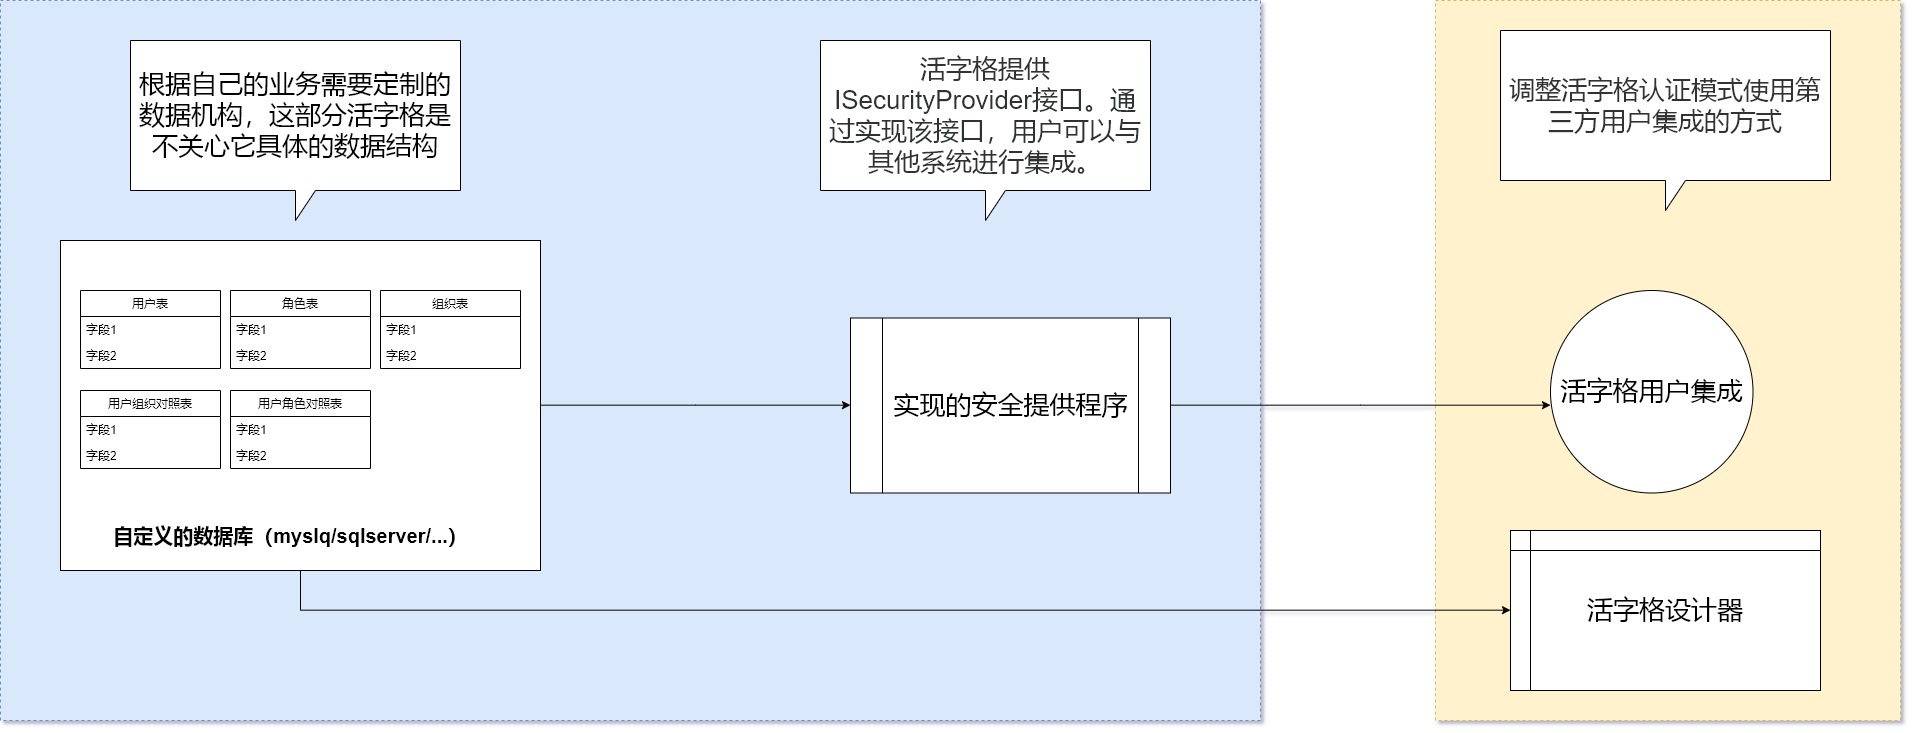 根据自己的业务需要定制的
数据机构，这部分活字格是
不关心它具体的数据结构
活字格提供
ISecurityProvider接口。通
过实现该接口，用户可以与
其他系统进行集成。
调整活字格认证模式使用第
三方用户集成的方式
用户表
字段1
字段2
角色表
字段1
字段2
组织表
字段1
字段2
用户组织对照表
字段1
字段2
用户角色对照表
字段1
字段2
自定义的数据库（myslq/sqlserver/...）
实现的安全提供程序
活字格用户集成
活字格设计器